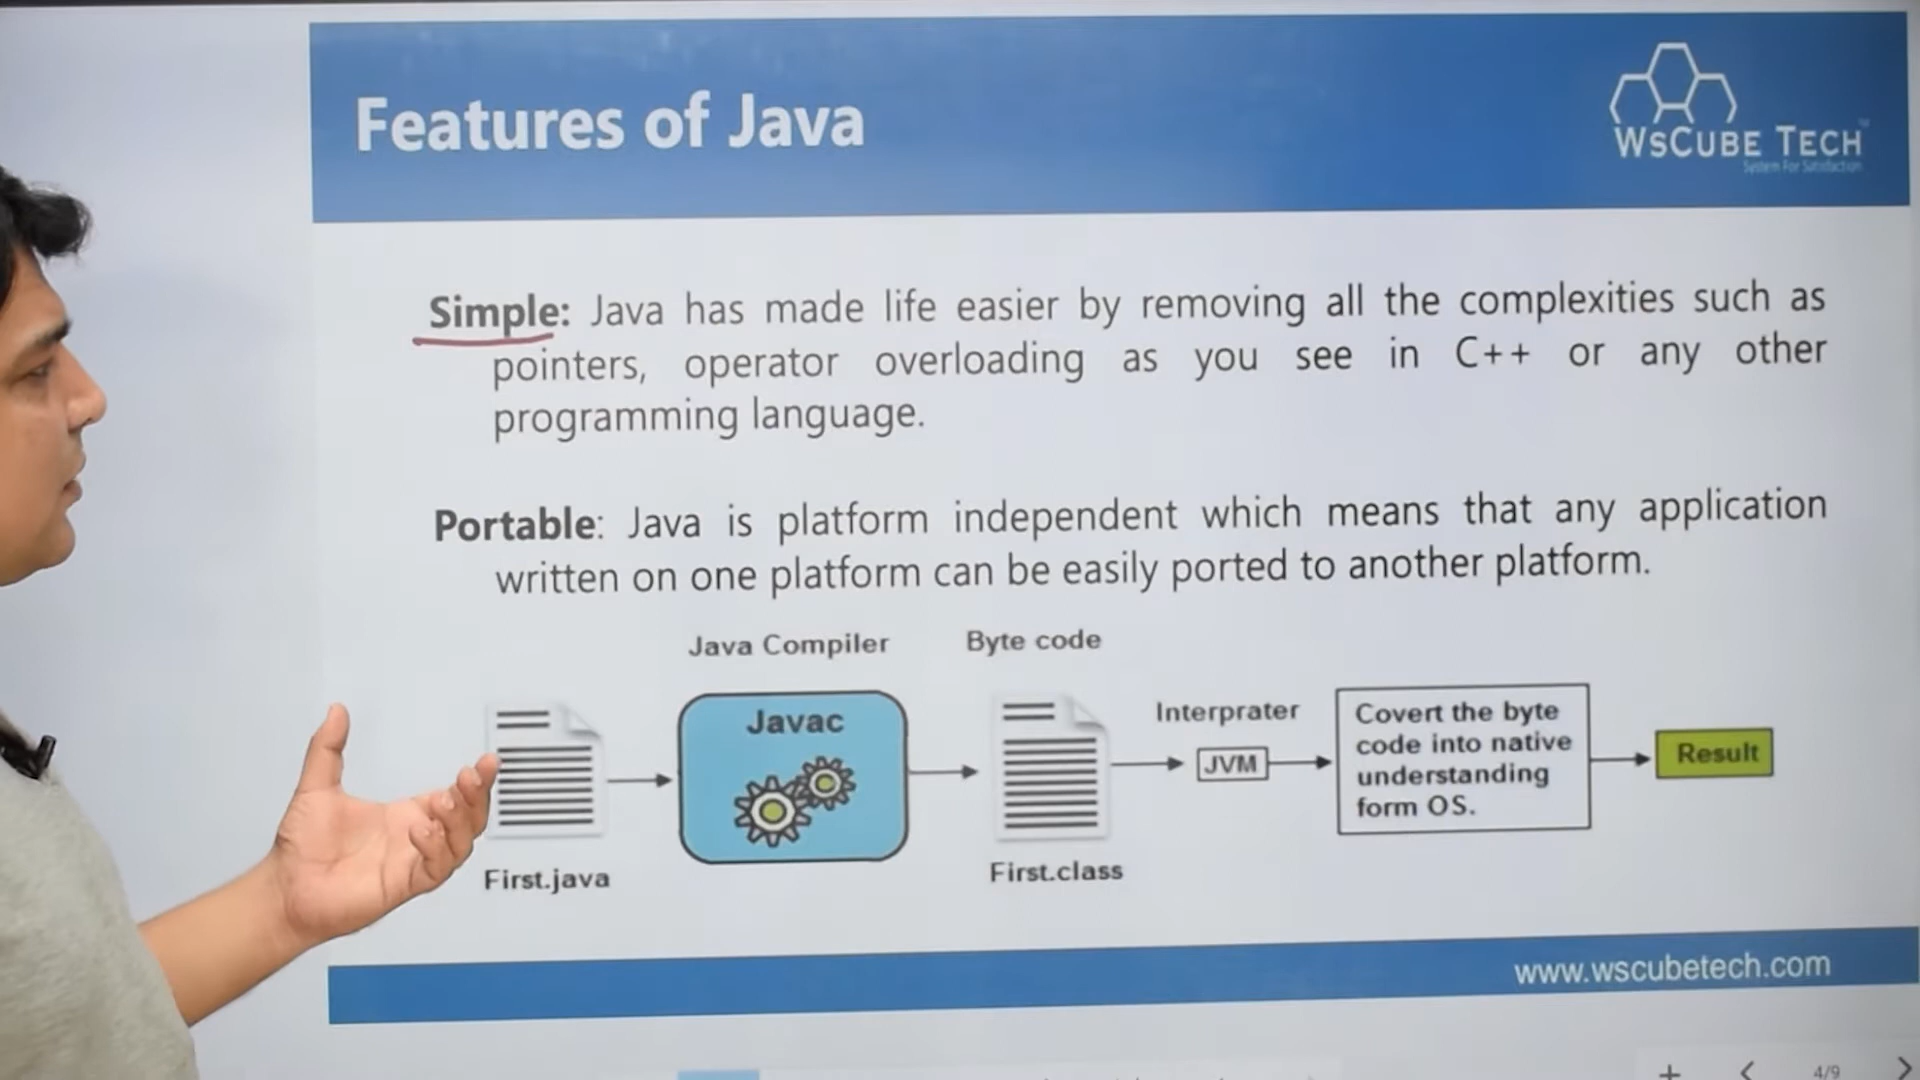 Features of Java
WSCUBE TECH
System For Satisfaction
Simple: Java has made life easier by removing all the complexities such as
pointers, operator overloading as you see in C++ or any other
programming language.
Portable: Java is platform independent which means that any application
written on one platform can be easily ported to another platform.
Java Compiler
Byte code
Javac
Interprater
JVM
Covert the byte
code into native
understanding
form OS.
Result
First.java
First.class
www.wscubetech.com
4/9